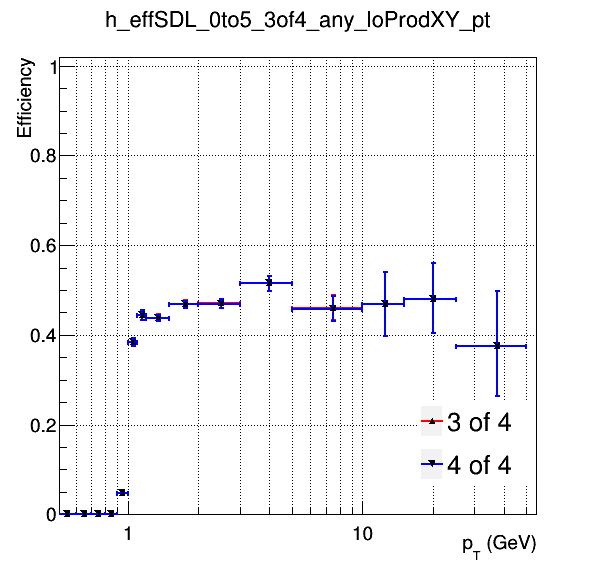 h_effSDL_0to5_3of4_any_loProdXY_pt
Efficiency
1
0.8
0.6
0.4
0.2
0
3 of 4
4 of 4
1
10
p_T (GeV)